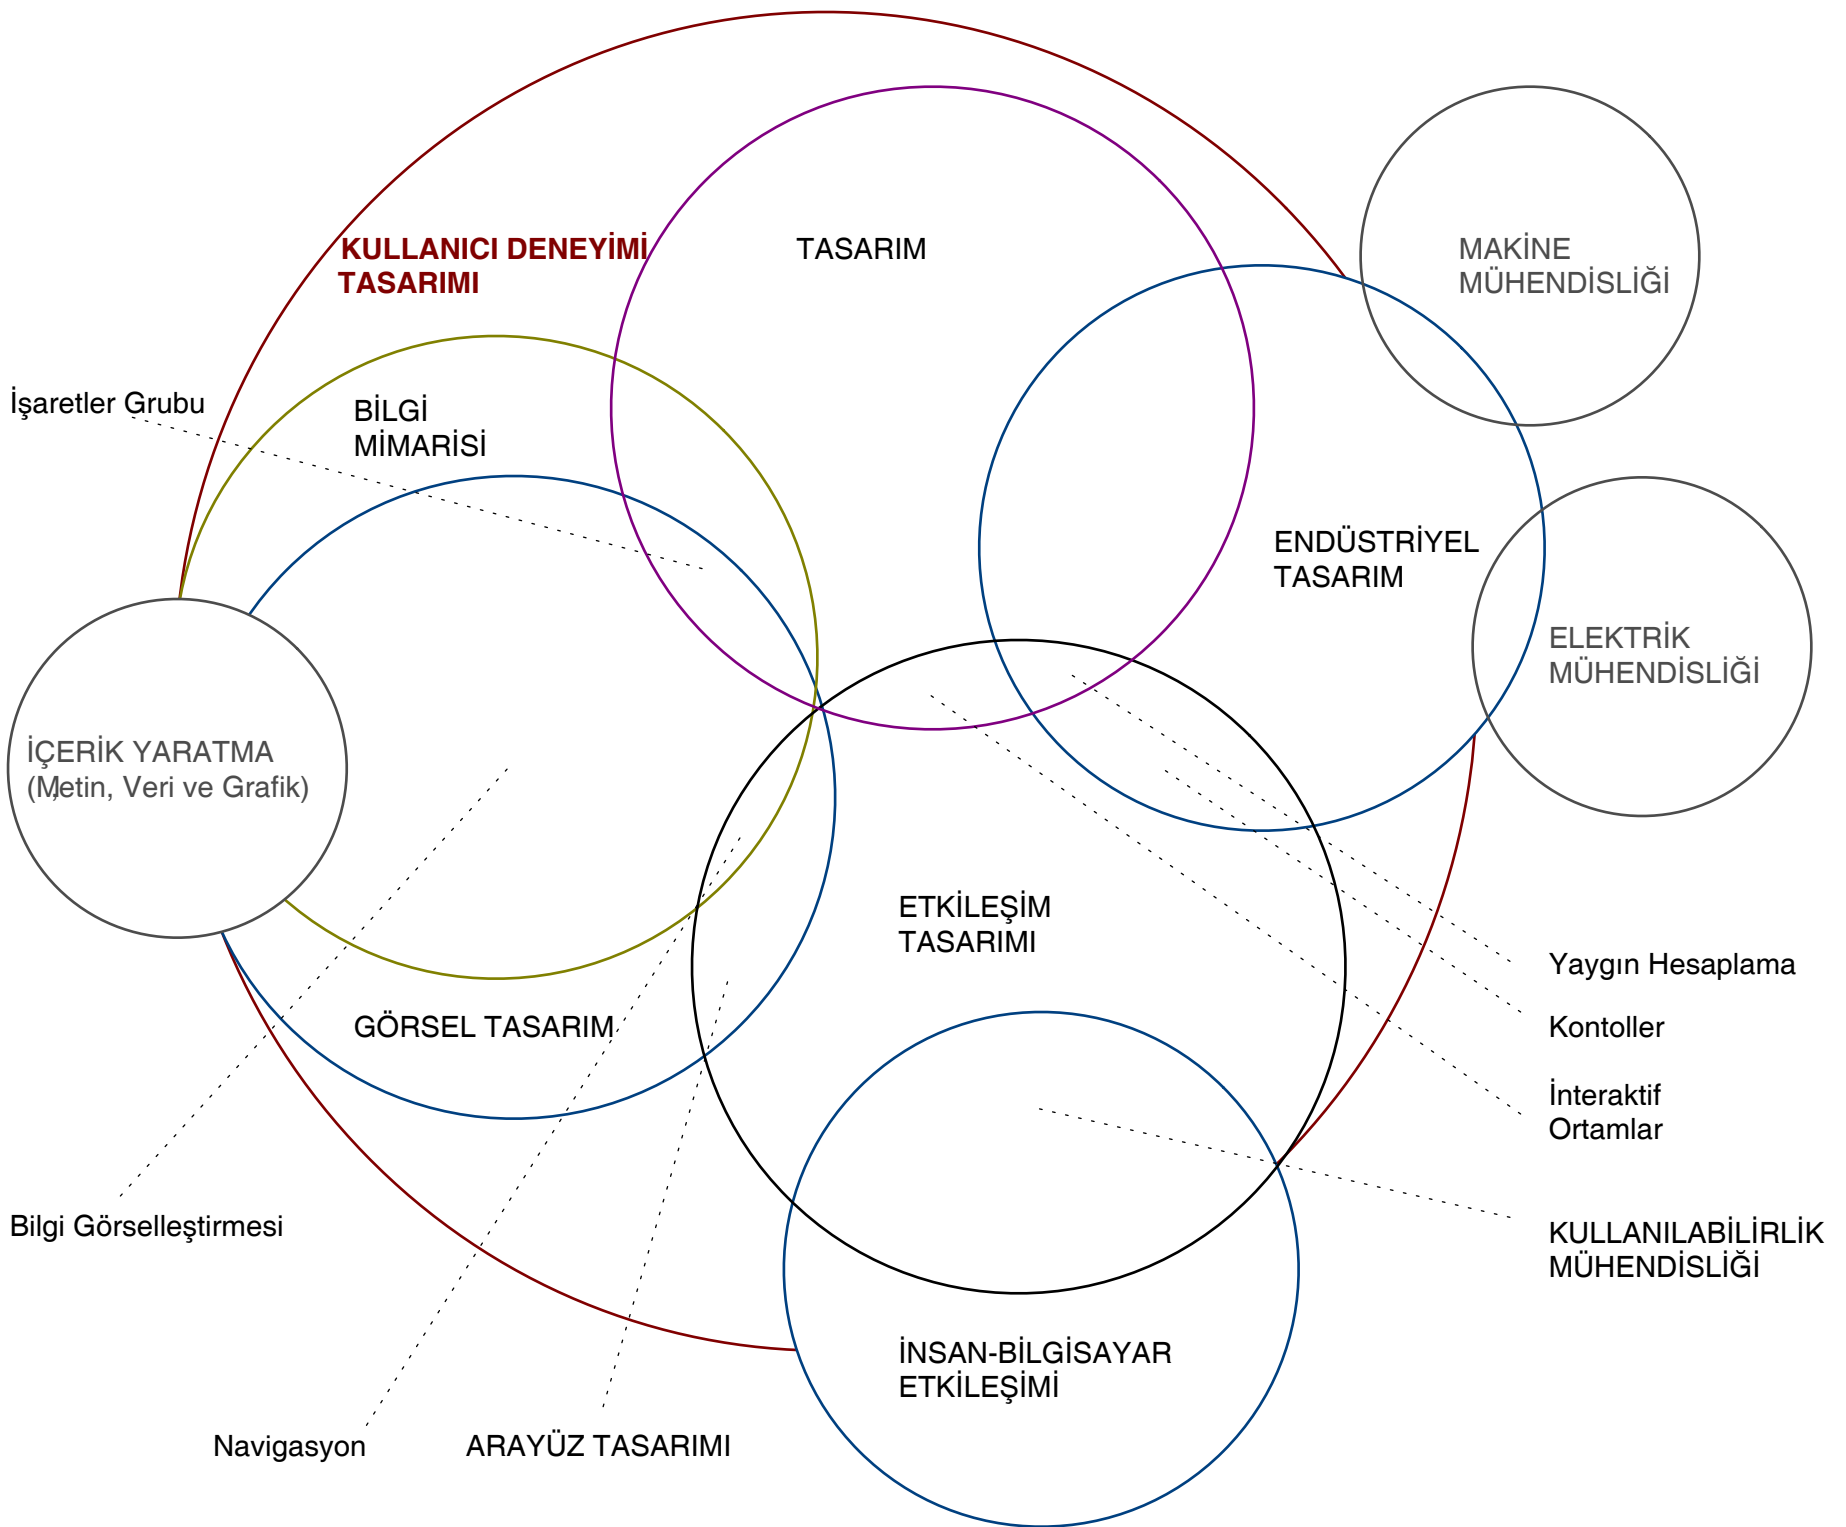 KULLANICI DENEYİMİ
TASARIMI
TASARIM
MAKİNE
MÜHENDİSLİĞİ
İşaretler Grubu
BİLGİ
MİMARİSİ
ENDÜSTRİYEL
TASARIM
ELEKTRİK
MÜHENDİSLİĞİ
İÇERİK YARATMA
(Metin, Veri ve Grafik)
ETKİLEŞİM
TASARIMI
Yaygın Hesaplama
GÖRSEL TASARIM
Kontoller
İnteraktif
Ortamlar
Bilgi Görselleştirmesi
KULLANILABİLİRLİK
MÜHENDİSLİĞİ
İNSAN-BİLGİSAYAR
ETKİLEŞİMİ
Navigasyon
ARAYÜZ TASARIMI